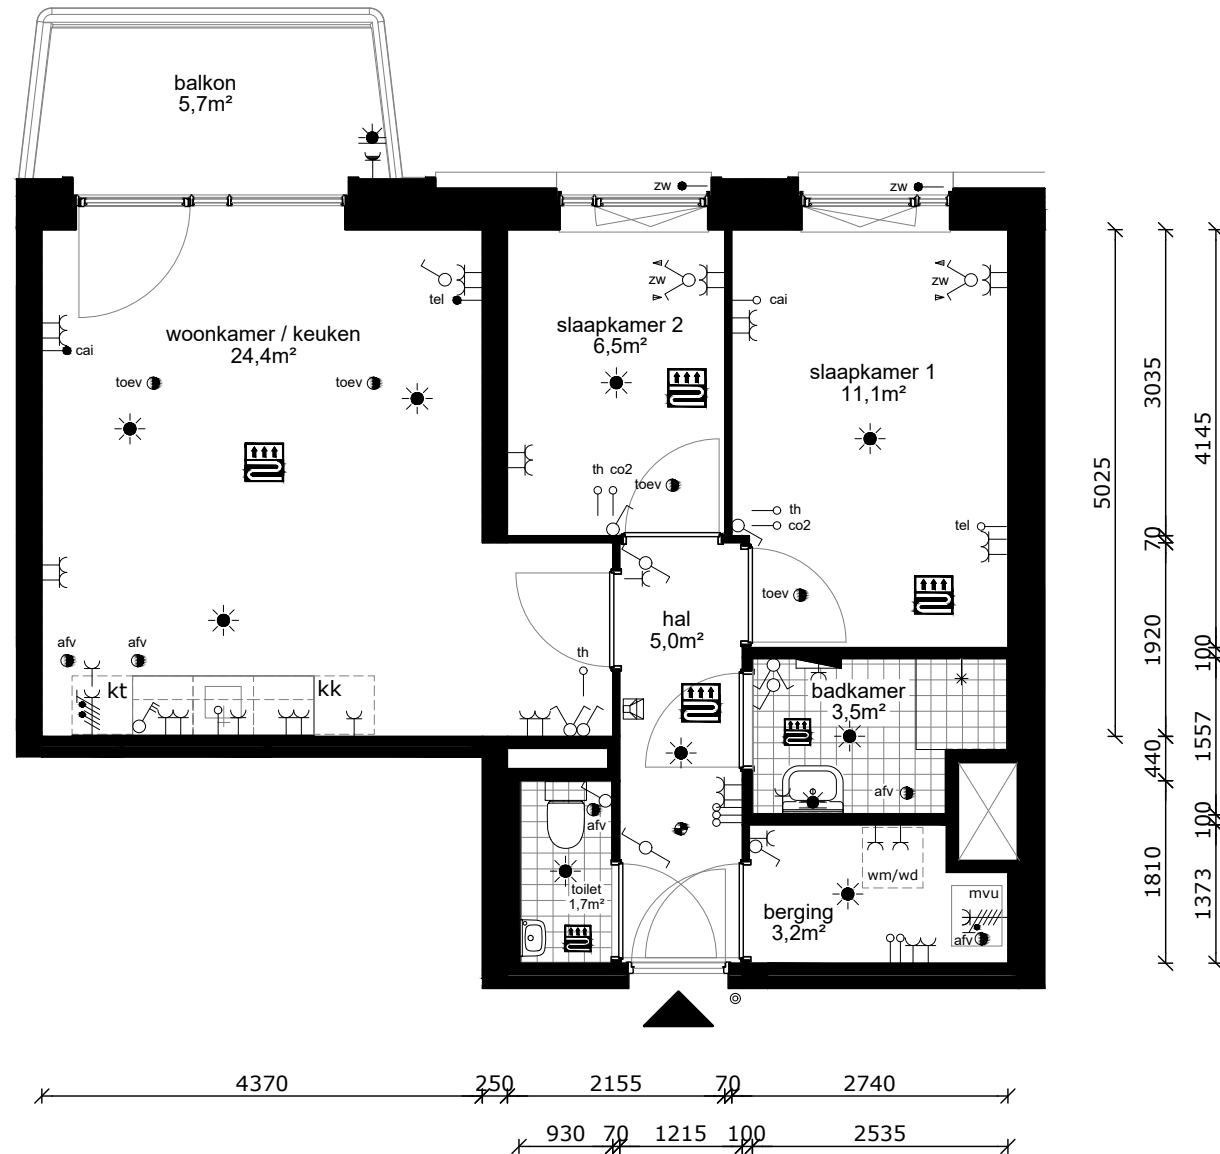 balkon
5,7m²
zw
zw
zw
zw
tel
cai
cai
woonkamer / keuken
24,4m²
slaapkamer 2
6,5m²
slaapkamer 1
11,1m²
toev
toev
th co2
toev
th
co2
tel
toev
hal
5,0m²
afv
afv
th
kt
kk
badkamer
3,5m²
afv
afv
toilet
1,7m²
wm/wd
mvu
berging
3,2m²
afv
3035
4145
5025
70
1920
100
1557
440
100
1810
1373
4370
250
2155
70
2740
930
70
1215
100
2535